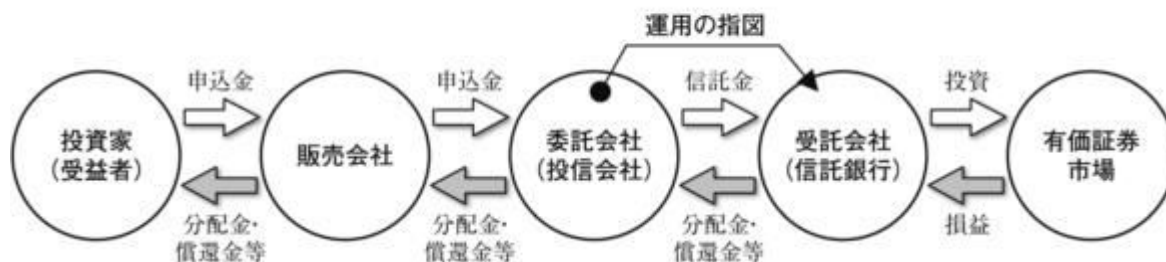 運用の指図
申込金
申込金
信託金
投資
投資家
(受益者)
販売会社
委託会社
(投信会社)
受託会社
(信託銀行)
有価証券
市場
分配金・
償還金等
分配金・
償還金等
分配金・
償還金等
損益